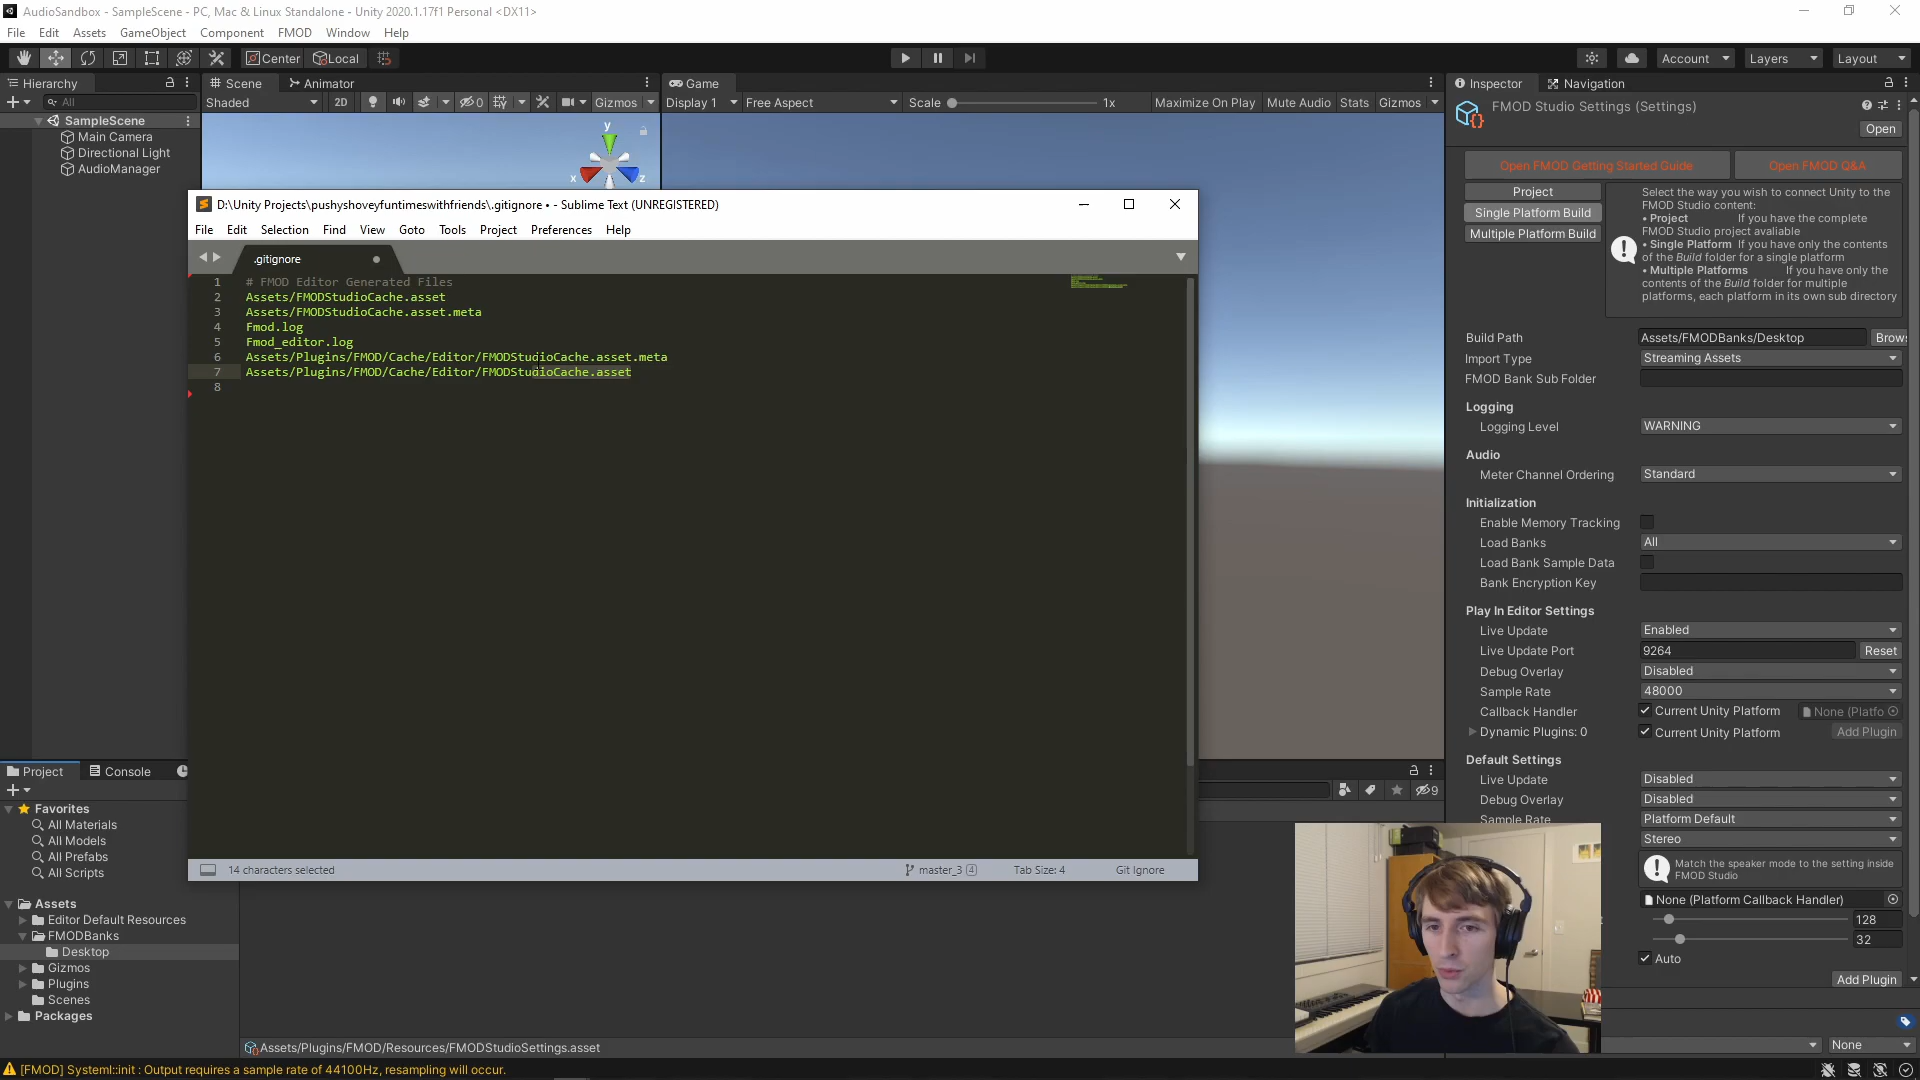 AudioSandbox - SampleScene - PC, Mac & Linux Standalone - Unity 2020.1.17f1 Personal <DX11>
File Edit Assets GameObject Component FMOD Window Help
Center Local Account Layers Layout
Hierarchy Scene Animator Game Inspector Navigation
All Shaded 2D 0 Gizmos Display 1 Free Aspect Scale 1x Maximize On Play Mute Audio Stats Gizmos
SampleScene
Main Camera
Directional Light
AudioManager
y
x z
D:\Unity Projects\pushyshoveyfuntimeswithfriends\.gitignore • - Sublime Text (UNREGISTERED)
File Edit Selection Find View Goto Tools Project Preferences Help
.gitignore
1 # FMOD Editor Generated Files
2 Assets/FMODStudioCache.asset
3 Assets/FMODStudioCache.asset.meta
4 Fmod.log
5 Fmod_editor.log
6 Assets/Plugins/FMOD/Cache/Editor/FMODStudioCache.asset.meta
7 Assets/Plugins/FMOD/Cache/Editor/FMODStudioCache.asset
8
14 characters selected master_3 4 Tab Size: 4 Git Ignore
FMOD Studio Settings (Settings)
Open
Open FMOD Getting Started Guide Open FMOD Q&A
Project
Single Platform Build
Multiple Platform Build
Select the way you wish to connect Unity to the
FMOD Studio content:
• Project If you have the complete
FMOD Studio project avaliable
• Single Platform If you have only the contents
of the Build folder for a single platform
• Multiple Platforms If you have only the
contents of the Build folder for multiple
platforms, each platform in its own sub directory
Build Path Assets/FMODBanks/Desktop Brows
Import Type Streaming Assets
FMOD Bank Sub Folder
Logging
Logging Level WARNING
Audio
Meter Channel Ordering Standard
Initialization
Enable Memory Tracking
Load Banks All
Load Bank Sample Data
Bank Encryption Key
Play In Editor Settings
Live Update Enabled
Live Update Port 9264 Reset
Debug Overlay Disabled
Sample Rate 48000
Callback Handler Current Unity Platform None (Platfo
Dynamic Plugins: 0 Current Unity Platform Add Plugin
Default Settings
Live Update Disabled
Debug Overlay Disabled
Sample Rate Platform Default
Stereo
Match the speaker mode to the setting inside
FMOD Studio
None (Platform Callback Handler)
128
32
Auto
Add Plugin
None
Project Console
9
Favorites
All Materials
All Models
All Prefabs
All Scripts
Assets
Editor Default Resources
FMODBanks
Desktop
Gizmos
Plugins
Scenes
Packages
Assets/Plugins/FMOD/Resources/FMODStudioSettings.asset
[FMOD] SystemI::init : Output requires a sample rate of 44100Hz, resampling will occur.